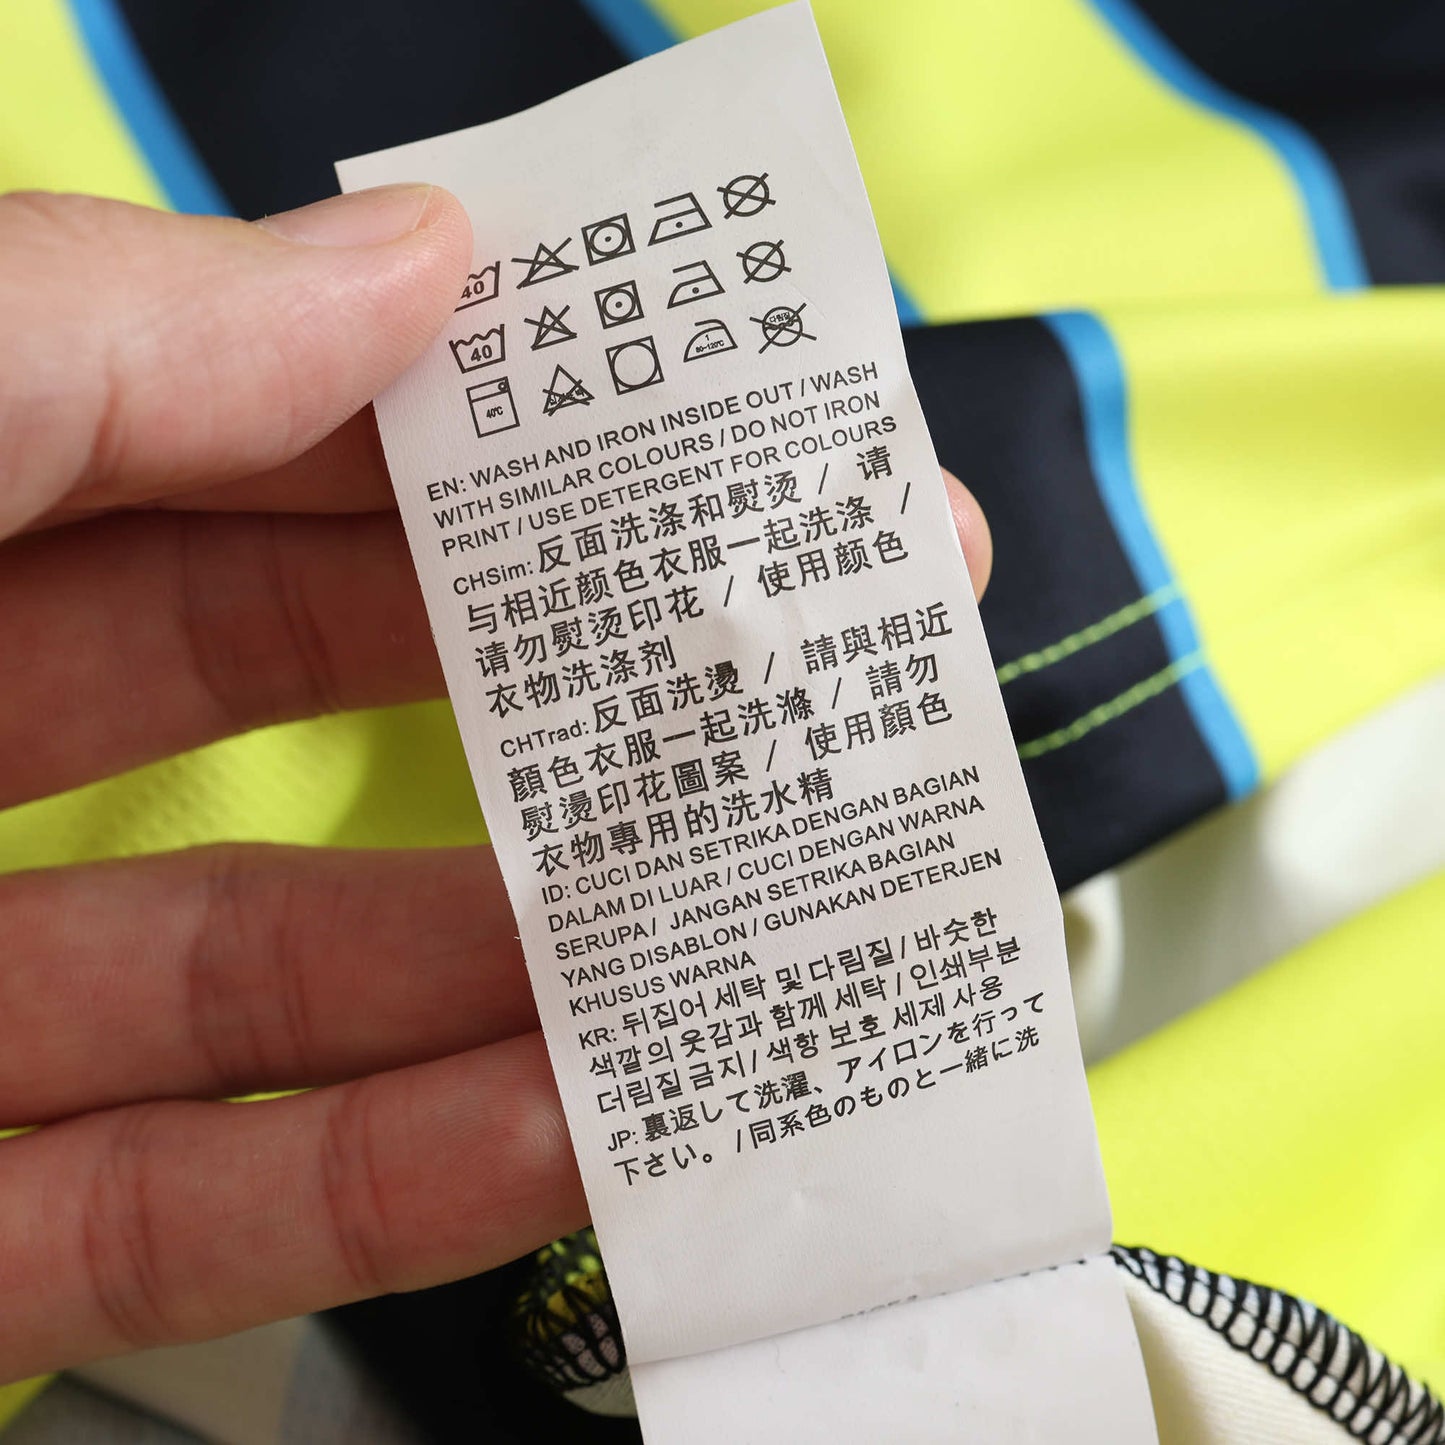 40
40
40℃
1
80~120℃
다림질
EN: WASH AND IRON INSIDE OUT / WASH
WITH SIMILAR COLOURS / DO NOT IRON
PRINT / USE DETERGENT FOR COLOURS
CHSim: 反面洗涤和熨烫 / 请
与相近颜色衣服一起洗涤 /
请勿熨烫印花 / 使用颜色
衣物洗涤剂
CHTrad: 反面洗燙 / 請與相近
顏色衣服一起洗滌 / 請勿
熨燙印花圖案 / 使用顏色
衣物專用的洗水精
ID: CUCI DAN SETRIKA DENGAN BAGIAN
DALAM DI LUAR / CUCI DENGAN WARNA
SERUPA / JANGAN SETRIKA BAGIAN
YANG DISABLON / GUNAKAN DETERJEN
KHUSUS WARNA
KR: 뒤집어 세탁 및 다림질 / 바슷한
색깔의 옷감과 함께 세탁 / 인쇄부분
더림질 금지 / 색항 보호 세제 사용
JP: 裏返して洗濯、アイロンを行って
下さい。 / 同系色のものと一緒に洗